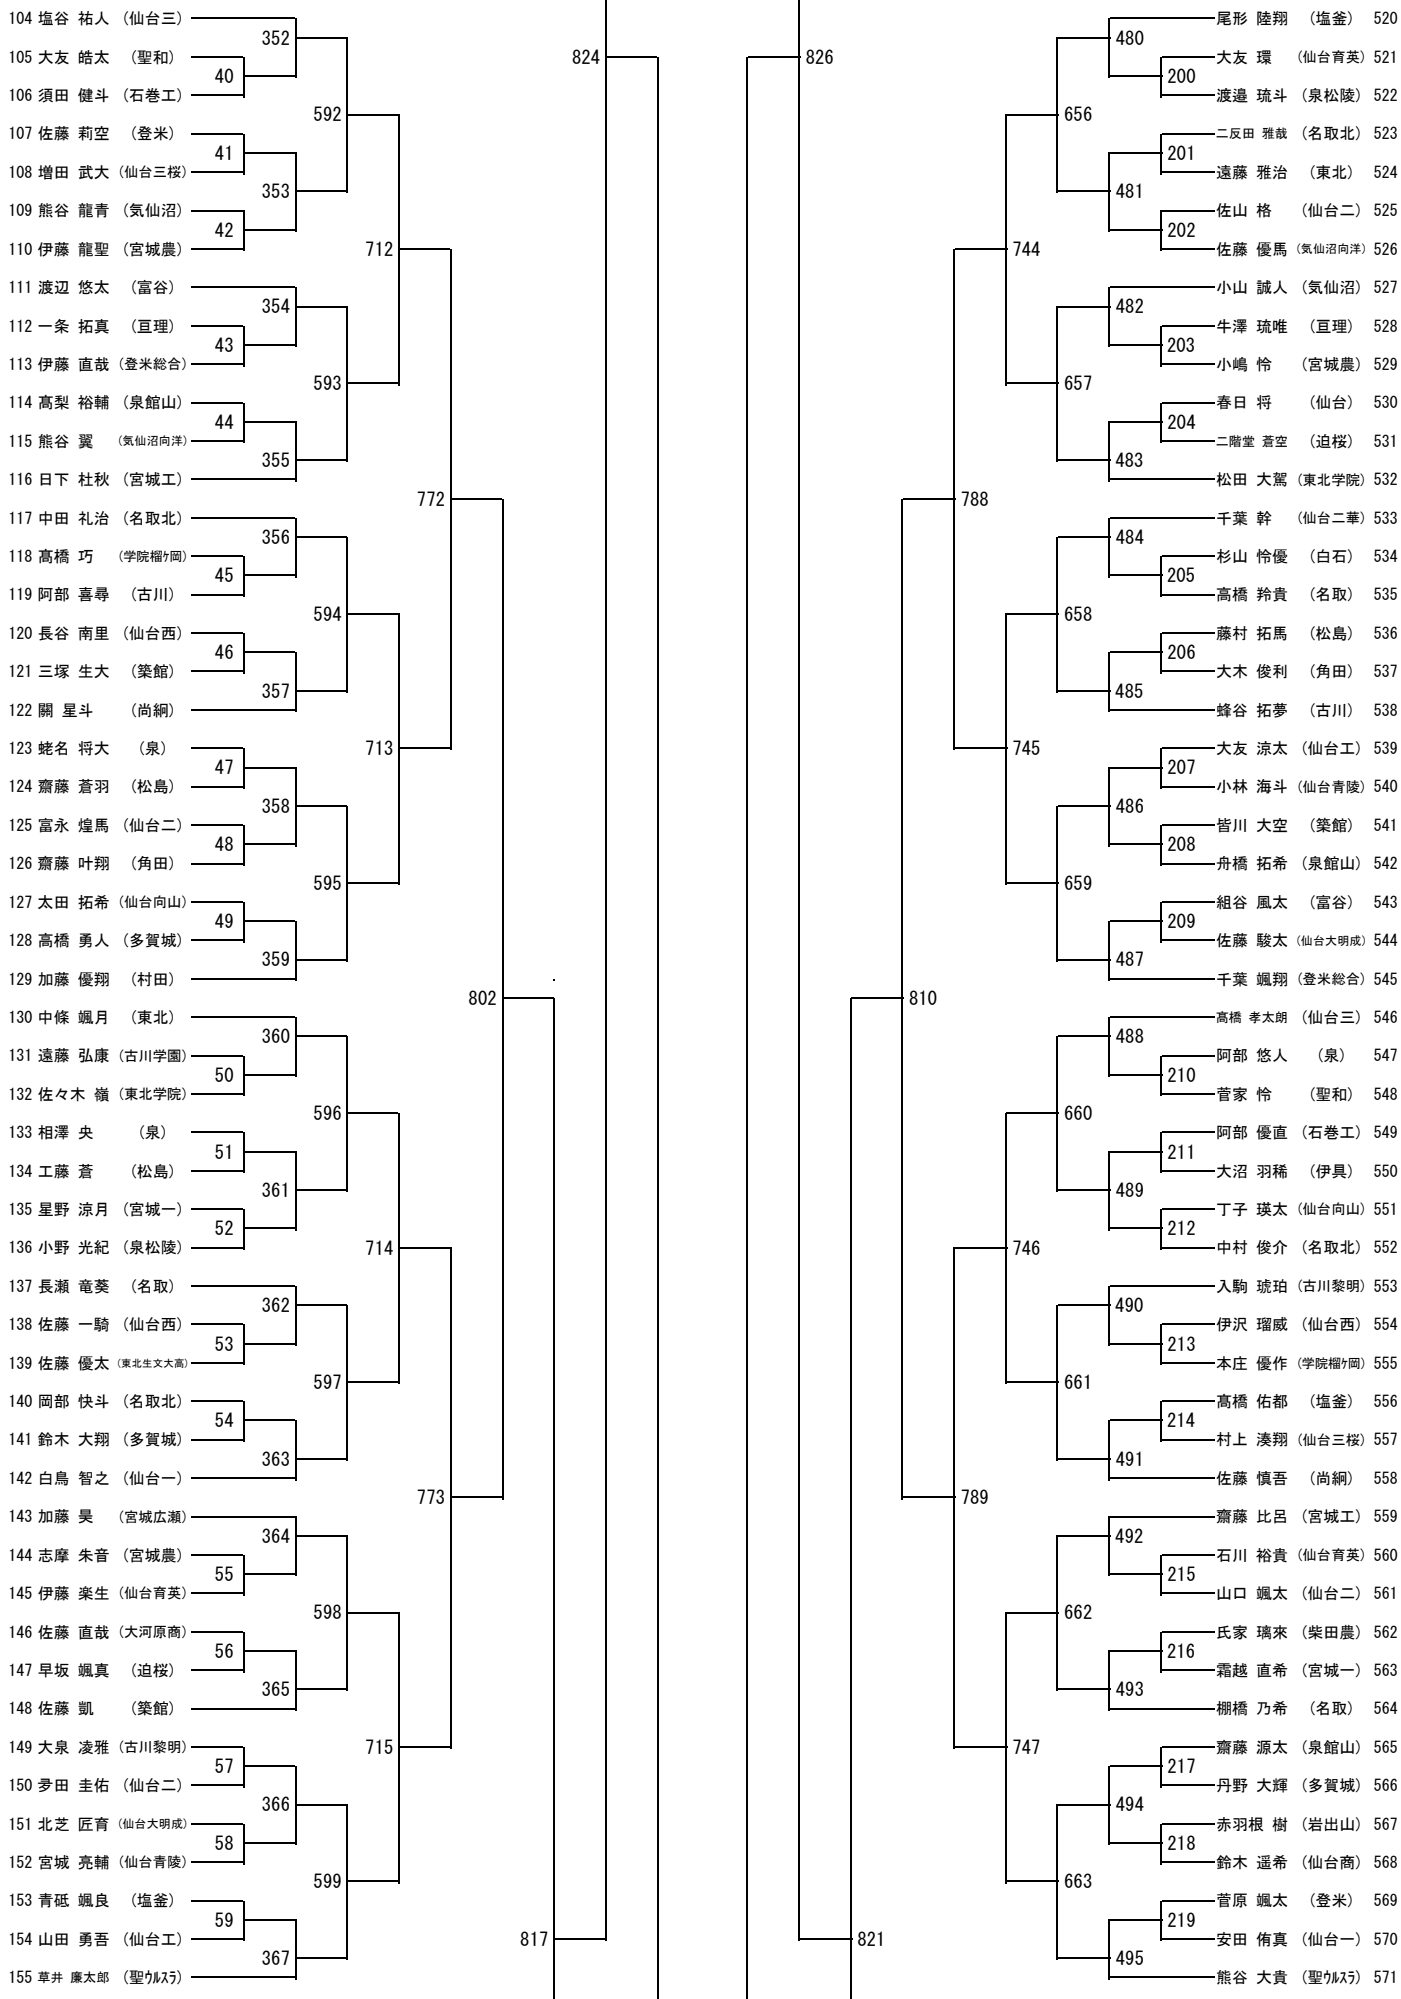 824
826
104 塩谷 祐人 (仙台三)
105 大友 皓太 (聖和)
106 須田 健斗 (石巻工)
107 佐藤 莉空 (登米)
108 増田 武大 (仙台三桜)
109 熊谷 龍青 (気仙沼)
110 伊藤 龍聖 (宮城農)
111 渡辺 悠太 (富谷)
112 一条 拓真 (亘理)
113 伊藤 直哉 (登米総合)
114 髙梨 裕輔 (泉館山)
115 熊谷 翼 (気仙沼向洋)
116 日下 杜秋 (宮城工)
117 中田 礼治 (名取北)
118 髙橋 巧 (学院榴ケ岡)
119 阿部 喜尋 (古川)
120 長谷 南里 (仙台西)
121 三塚 生大 (築館)
122 關 星斗 (尚絅)
123 蛯名 将大 (泉)
124 齋藤 蒼羽 (松島)
125 富永 煌馬 (仙台二)
126 齋藤 叶翔 (角田)
127 太田 拓希 (仙台向山)
128 高橋 勇人 (多賀城)
129 加藤 優翔 (村田)
130 中條 颯月 (東北)
131 遠藤 弘康 (古川学園)
132 佐々木 嶺 (東北学院)
133 相澤 央 (泉)
134 工藤 蒼 (松島)
135 星野 涼月 (宮城一)
136 小野 光紀 (泉松陵)
137 長瀬 竜葵 (名取)
138 佐藤 一騎 (仙台西)
139 佐藤 優太 (東北生文大高)
140 岡部 快斗 (名取北)
141 鈴木 大翔 (多賀城)
142 白鳥 智之 (仙台一)
143 加藤 昊 (宮城広瀬)
144 志摩 朱音 (宮城農)
145 伊藤 楽生 (仙台育英)
146 佐藤 直哉 (大河原商)
147 早坂 颯真 (迫桜)
148 佐藤 凱 (築館)
149 大泉 凌雅 (古川黎明)
150 夛田 圭佑 (仙台二)
151 北芝 匠育 (仙台大明成)
152 宮城 亮輔 (仙台青陵)
153 青砥 颯良 (塩釜)
154 山田 勇吾 (仙台工)
155 草井 廉太郎 (聖ウルスラ)
40
41
42
43
44
45
46
47
48
49
50
51
52
53
54
55
56
57
58
59
352
353
354
355
356
357
358
359
360
361
362
363
364
365
366
367
592
593
594
595
596
597
598
599
712
713
714
715
772
773
802
817
821
810
788
789
744
745
746
747
656
657
658
659
660
661
662
663
480
481
482
483
484
485
486
487
488
489
490
491
492
493
494
495
200
201
202
203
204
205
206
207
208
209
210
211
212
213
214
215
216
217
218
219
尾形 陸翔 (塩釜) 520
大友 環 (仙台育英) 521
渡邉 琉斗 (泉松陵) 522
二反田 雅哉 (名取北) 523
遠藤 雅治 (東北) 524
佐山 格 (仙台二) 525
佐藤 優馬 (気仙沼向洋) 526
小山 誠人 (気仙沼) 527
牛澤 琉唯 (亘理) 528
小嶋 怜 (宮城農) 529
春日 将 (仙台) 530
二階堂 蒼空 (迫桜) 531
松田 大駕 (東北学院) 532
千葉 幹 (仙台二華) 533
杉山 怜優 (白石) 534
高橋 羚貴 (名取) 535
藤村 拓馬 (松島) 536
大木 俊利 (角田) 537
蜂谷 拓夢 (古川) 538
大友 涼太 (仙台工) 539
小林 海斗 (仙台青陵) 540
皆川 大空 (築館) 541
舟橋 拓希 (泉館山) 542
組谷 風太 (富谷) 543
佐藤 駿太 (仙台大明成) 544
千葉 颯翔 (登米総合) 545
髙橋 孝太朗 (仙台三) 546
阿部 悠人 (泉) 547
菅家 怜 (聖和) 548
阿部 優直 (石巻工) 549
大沼 羽稀 (伊具) 550
丁子 瑛太 (仙台向山) 551
中村 俊介 (名取北) 552
入駒 琥珀 (古川黎明) 553
伊沢 瑠威 (仙台西) 554
本庄 優作 (学院榴ケ岡) 555
髙橋 佑都 (塩釜) 556
村上 湊翔 (仙台三桜) 557
佐藤 慎吾 (尚絅) 558
齋藤 比呂 (宮城工) 559
石川 裕貴 (仙台育英) 560
山口 颯太 (仙台二) 561
氏家 璃來 (柴田農) 562
霜越 直希 (宮城一) 563
棚橋 乃希 (名取) 564
齋藤 源太 (泉館山) 565
丹野 大輝 (多賀城) 566
赤羽根 樹 (岩出山) 567
鈴木 遥希 (仙台商) 568
菅原 颯太 (登米) 569
安田 侑真 (仙台一) 570
熊谷 大貴 (聖ウルスラ) 571